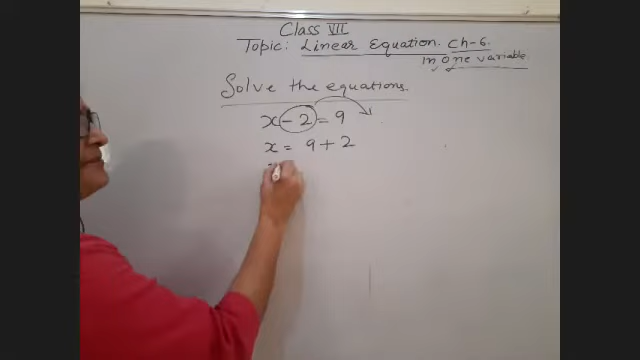 Class VII
Topic: Linear Equation. Ch-6.
in one variable
Solve the equations.
x - 2 = 9
x = 9 + 2